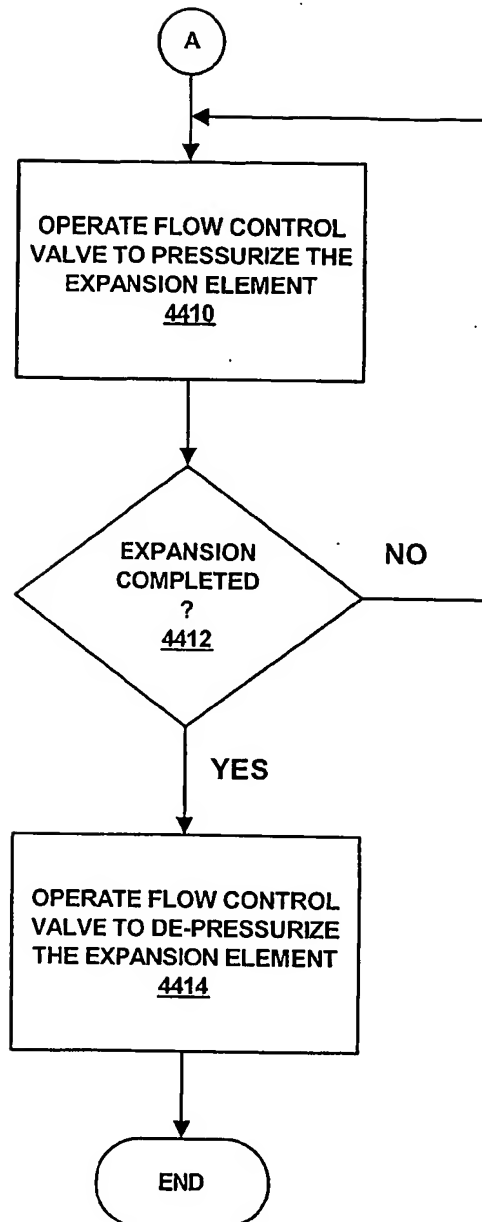 A
OPERATE FLOW CONTROL
VALVE TO PRESSURIZE THE
EXPANSION ELEMENT
4410
EXPANSION
COMPLETED
?
4412
NO
YES
OPERATE FLOW CONTROL
VALVE TO DE-PRESSURIZE
THE EXPANSION ELEMENT
4414
END